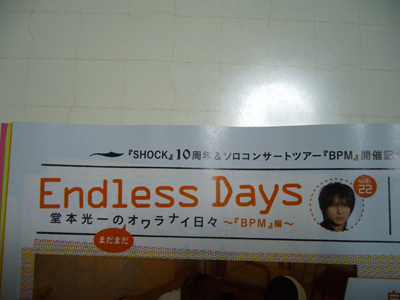 『SHOCK』10周年&ソロコンサートツアー『BPM』開催記
Endless Days
vol.
22
堂本光一のオワラナイ日々 〜『BPM』編〜
まだまだ